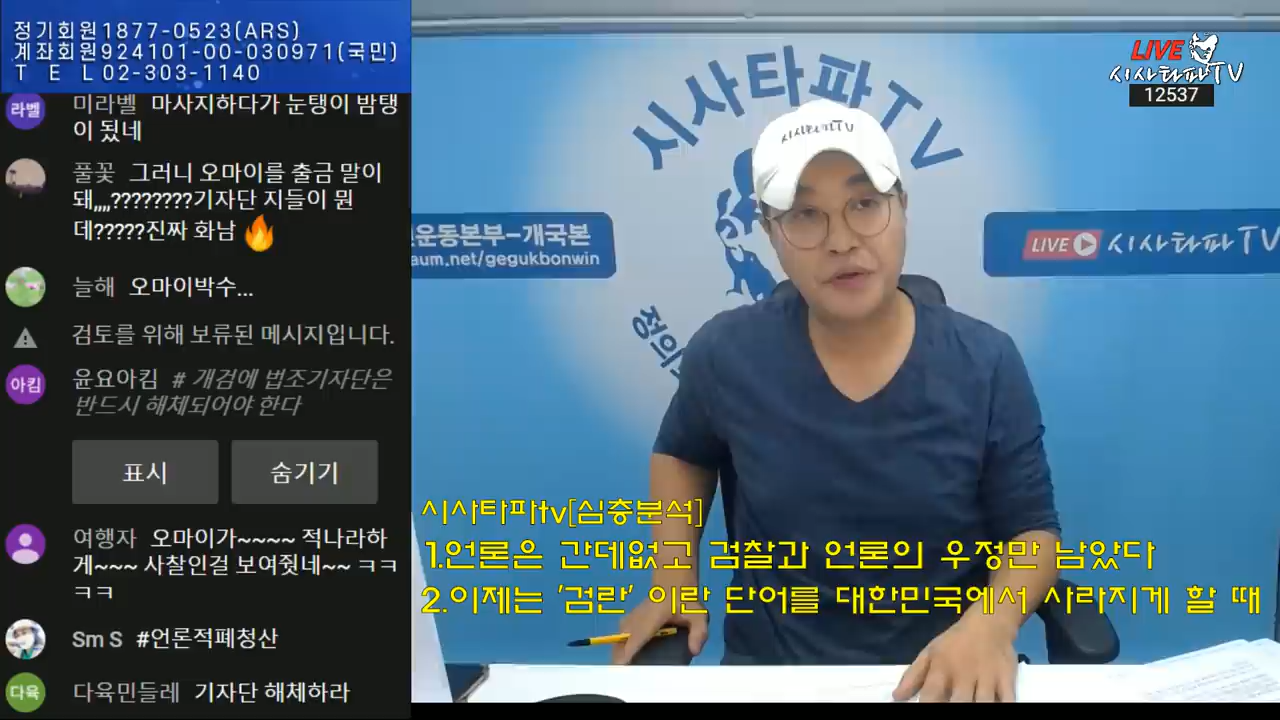 정기회원1877-0523(ARS)
계좌회원924101-00-030971(국민)
T E L02-303-1140
라벨
미라벨 마사지하다가 눈탱이 밤탱
이 됬네
풀꽃 그러니 오마이를 출금 말이
돼,,,,????????기자단 지들이 뭔
데?????진짜 화남
늘해 오마이박수...
검토를 위해 보류된 메시지입니다.
아킴
윤요아킴 # 개검에 법조기자단은
반드시 해체되어야 한다
표시
숨기기
여행자 오마이가~~~~ 적나라하
게~~~ 사찰인걸 보여줫네~~ ㅋㅋ
ㅋㅋ
Sm S #언론적폐청산
다육
다육민들레 기자단 해체하라
LIVE
시사타파TV
12537
시사타파TV
시사타파TV
운동본부-개국본
aum.net/gegukbonwin
LIVE 시사타파TV
정의
시사타파tv[심층분석]
1.언론은 간데없고 검찰과 언론의 우정만 남았다
2.이제는 '검란' 이란 단어를 대한민국에서 사라지게 할 때